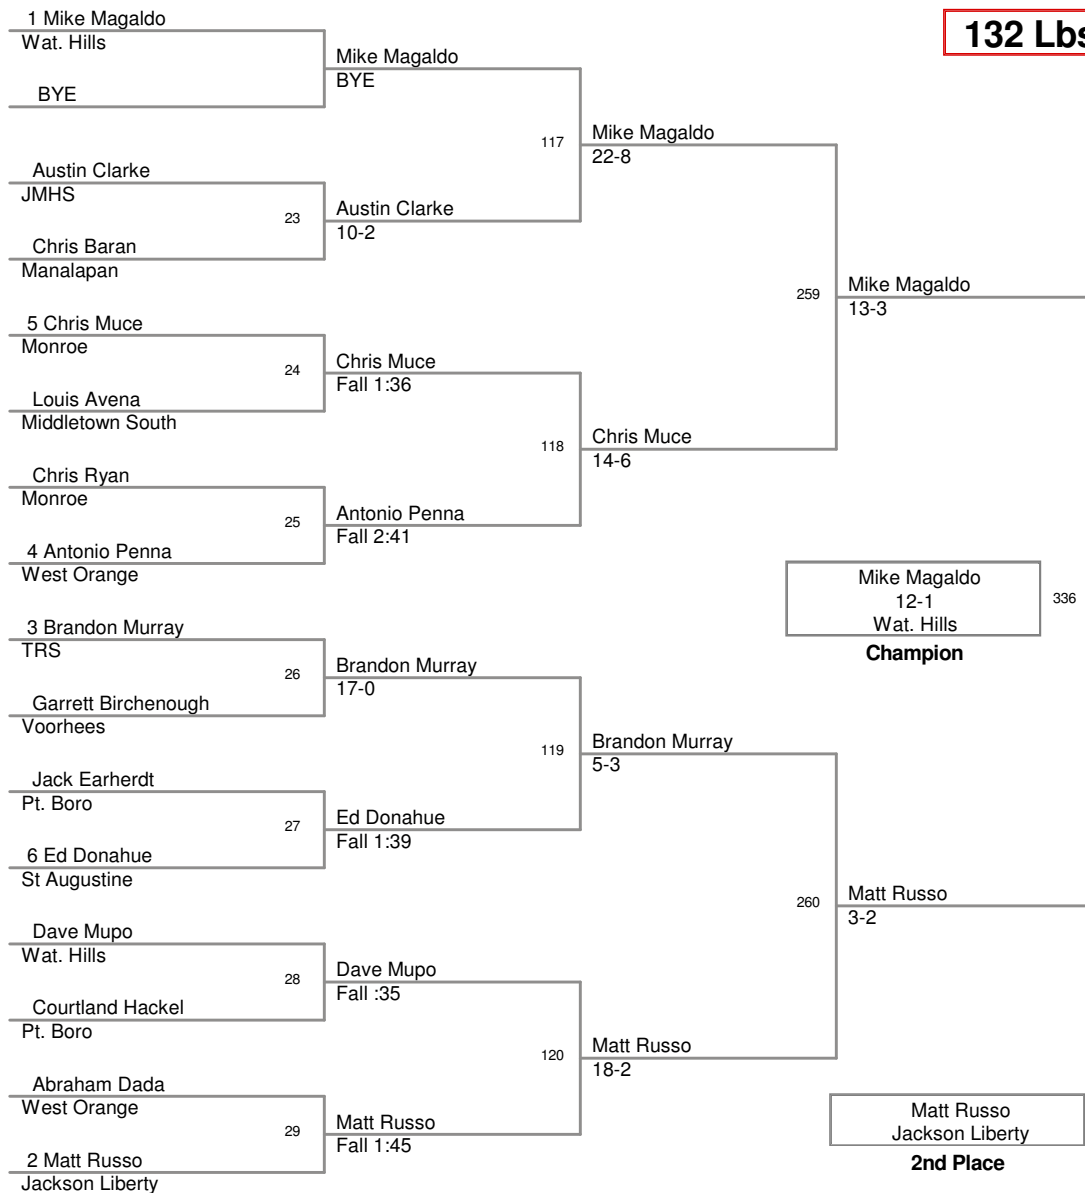 1 Mike Magaldo
Wat. Hills
BYE
Austin Clarke
JMHS
23
Chris Baran
Manalapan
5 Chris Muce
Monroe
24
Louis Avena
Middletown South
Chris Ryan
Monroe
25
4 Antonio Penna
West Orange
3 Brandon Murray
TRS
26
Garrett Birchenough
Voorhees
Jack Earherdt
Pt. Boro
27
6 Ed Donahue
St Augustine
Dave Mupo
Wat. Hills
28
Courtland Hackel
Pt. Boro
Abraham Dada
West Orange
29
2 Matt Russo
Jackson Liberty
Mike Magaldo
BYE
117
Austin Clarke
10-2
Chris Muce
Fall 1:36
118
Antonio Penna
Fall 2:41
Brandon Murray
17-0
119
Ed Donahue
Fall 1:39
Dave Mupo
Fall :35
120
Matt Russo
Fall 1:45
Mike Magaldo
22-8
259
Chris Muce
14-6
Brandon Murray
5-3
260
Matt Russo
18-2
132 Lbs
Mike Magaldo
13-3
Mike Magaldo
12-1
Wat. Hills
336
Champion
Matt Russo
3-2
Matt Russo
Jackson Liberty
2nd Place